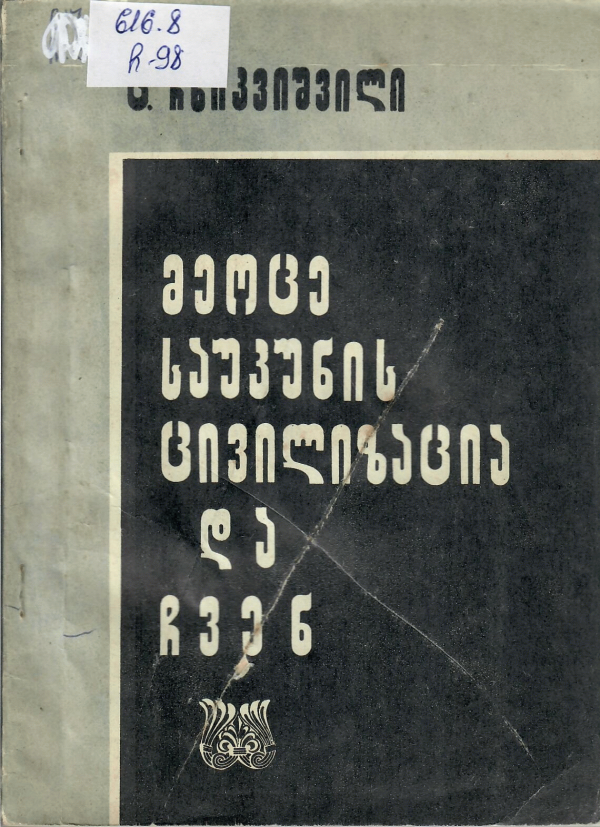 616.8
ჩ-98
ჩხიკვიშვილი
მეოცე
საუკუნის
ცივილიზაცია
და
ჩვენ